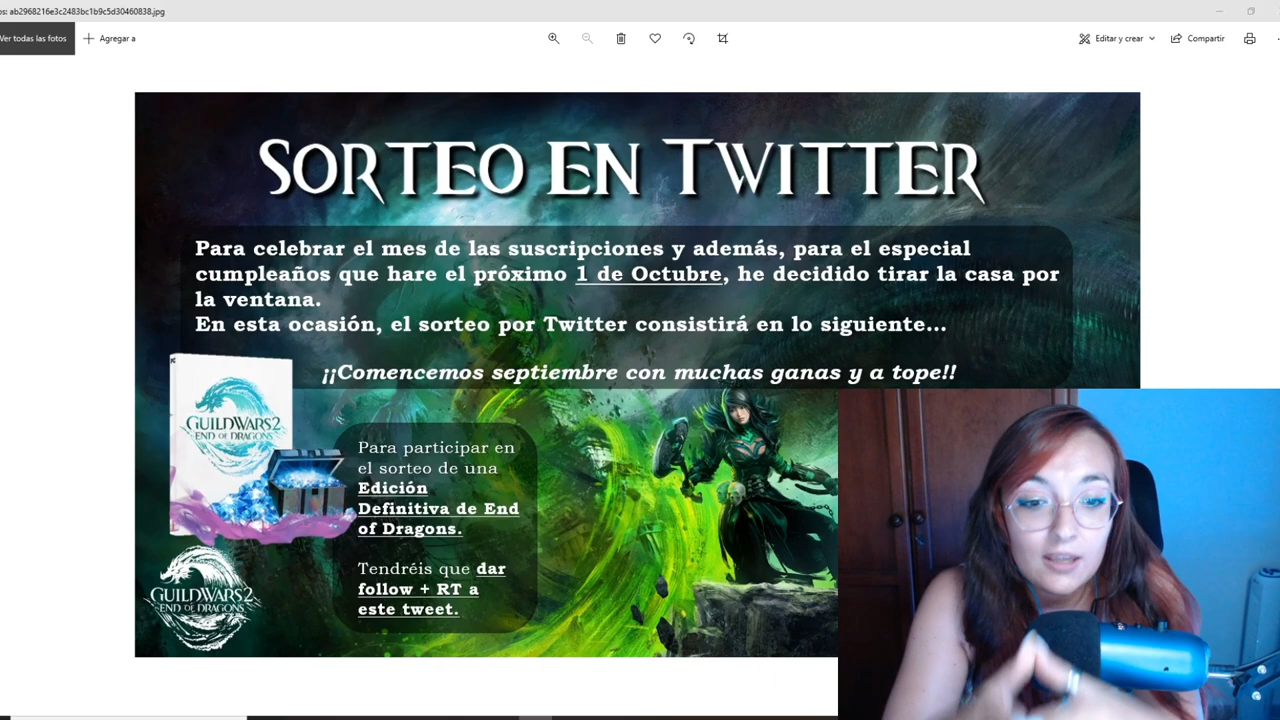 os: ab2968216e3c2483bc1b9c5d30460838.jpg
Ver todas las fotos
Agregar a
Editar y crear
Compartir
SORTEO EN TWITTER
Para celebrar el mes de las suscripciones y además, para el especial
cumpleaños que hare el próximo 1 de Octubre, he decidido tirar la casa por
la ventana.
En esta ocasión, el sorteo por Twitter consistirá en lo siguiente...
¡¡Comencemos septiembre con muchas ganas y a tope!!
GUILDWARS2
END OF DRAGONS
Para participar en
el sorteo de una
Edición
Definitiva de End
of Dragons.
Tendréis que dar
follow + RT a
este tweet.
GUILDWARS2
END OF DRAGONS